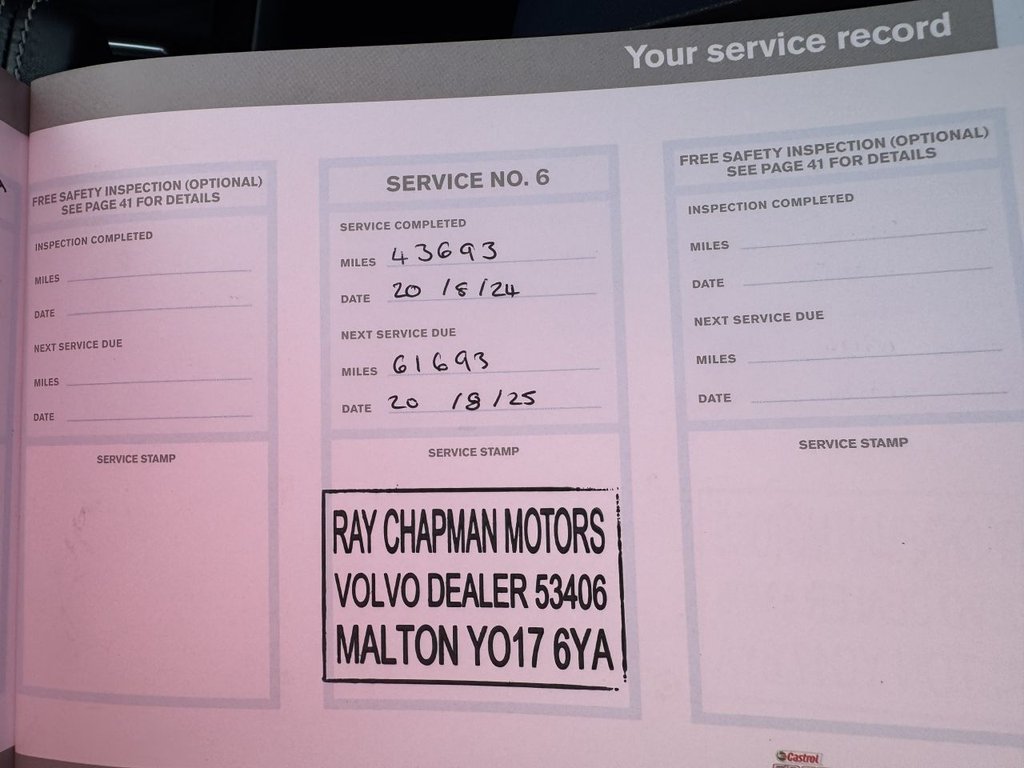 Your service record
FREE SAFETY INSPECTION (OPTIONAL)
SEE PAGE 41 FOR DETAILS
INSPECTION COMPLETED
MILES
DATE
NEXT SERVICE DUE
MILES
DATE
SERVICE STAMP
SERVICE NO. 6
SERVICE COMPLETED
MILES 43693
DATE 20 /8/24
NEXT SERVICE DUE
MILES 61693
DATE 20 /8/25
SERVICE STAMP
RAY CHAPMAN MOTORS
VOLVO DEALER 53406
MALTON YO17 6YA
FREE SAFETY INSPECTION (OPTIONAL)
SEE PAGE 41 FOR DETAILS
INSPECTION COMPLETED
MILES
DATE
NEXT SERVICE DUE
MILES
DATE
SERVICE STAMP
Castrol